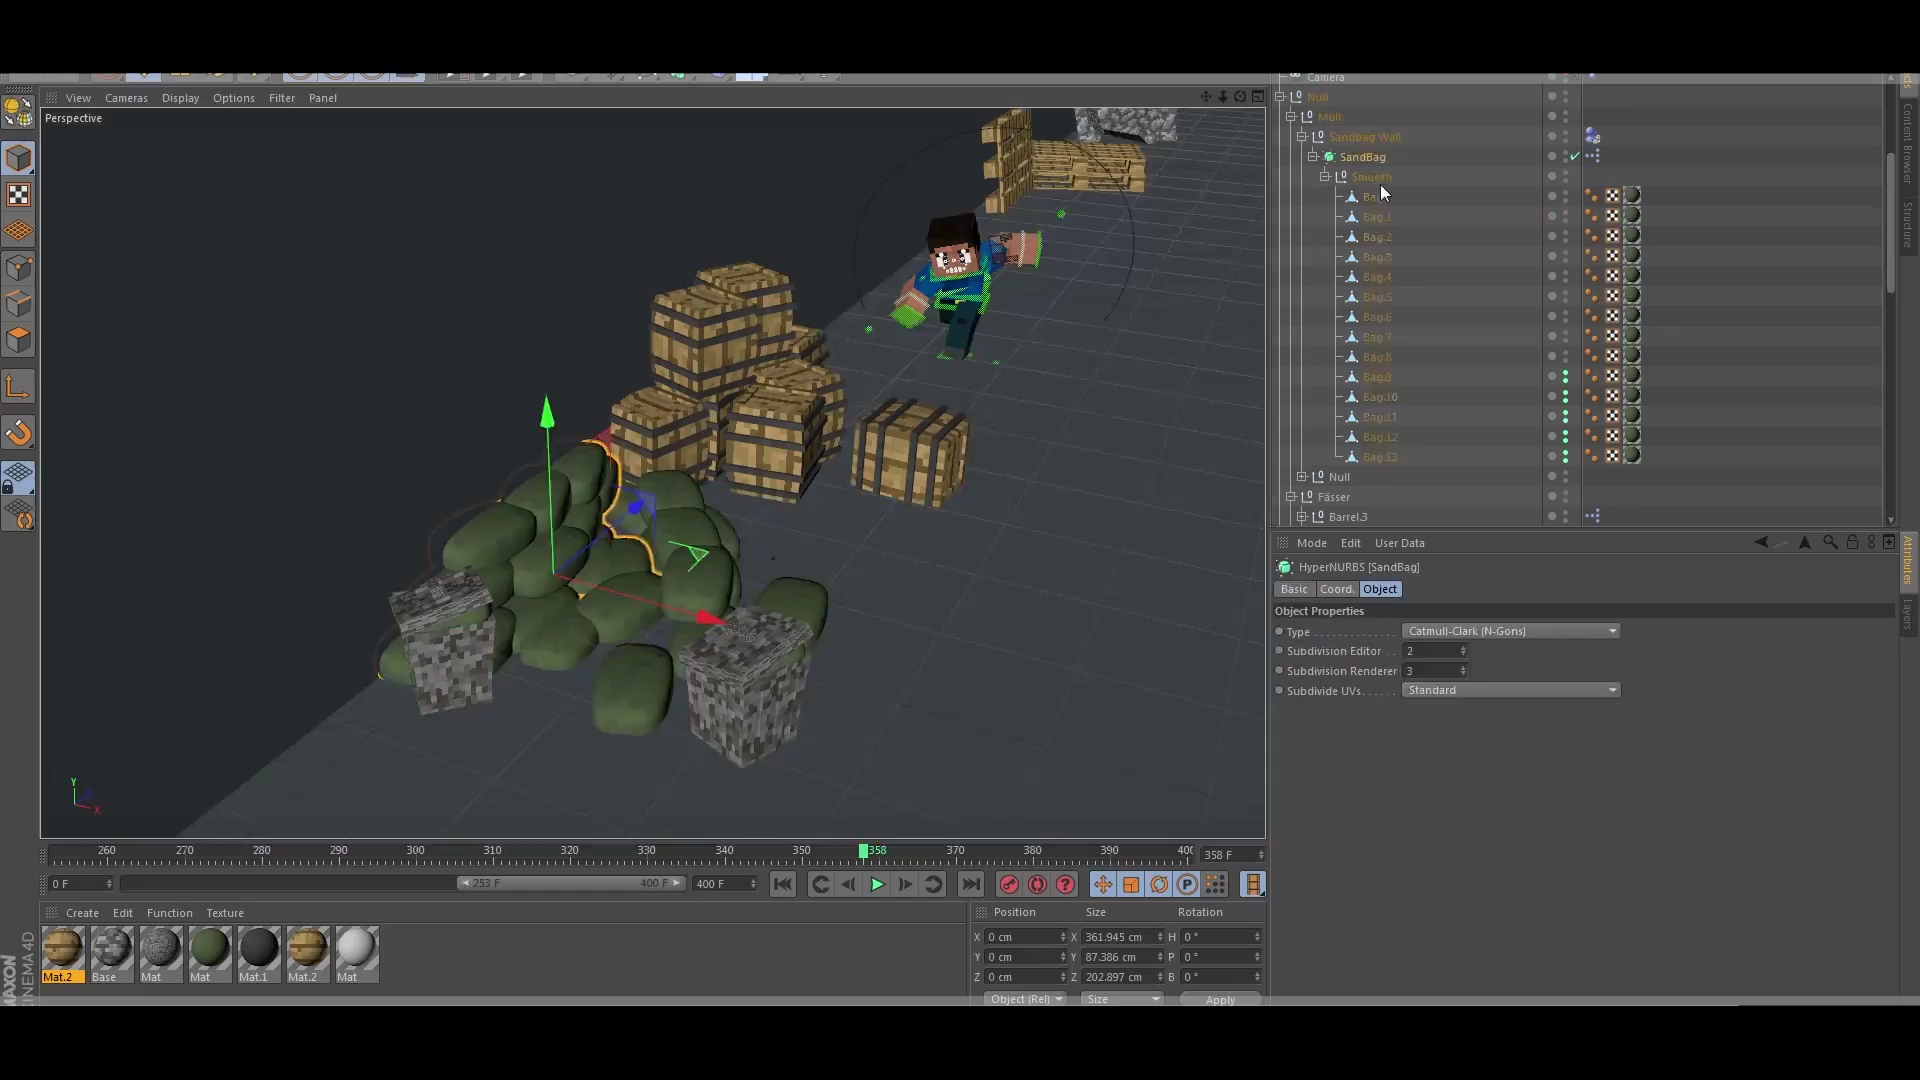 View Cameras Display Options Filter Panel
Perspective
Camera
Null
Müll
Sandbag Wall
SandBag
Smooth
Bag.1
Bag.2
Bag.3
Bag.4
Bag.5
Bag.6
Bag.7
Bag.8
Bag.9
Bag.10
Bag.11
Bag.12
Bag.13
Null
Fässer
Barrel.3
Content Browser
Structure
Mode Edit User Data
HyperNURBS [SandBag]
Basic Coord. Object
Object Properties
Type Catmull-Clark (N-Gons)
Subdivision Editor 2
Subdivision Renderer 3
Subdivide UVs Standard
Attributes
Layers
Y
X
260 270 280 290 300 310 320 330 340 350 358 370 380 390 400 358 F
0 F 253 F 400 F 400 F
Create Edit Function Texture
Mat.2 Base Mat Mat Mat.1 Mat.2 Mat
Position Size Rotation
X 0 cm X 361.945 cm H 0 °
Y 0 cm Y 87.386 cm P 0 °
Z 0 cm Z 202.897 cm B 0 °
Object (Rel) Size Apply
MAXON
CINEMA 4D